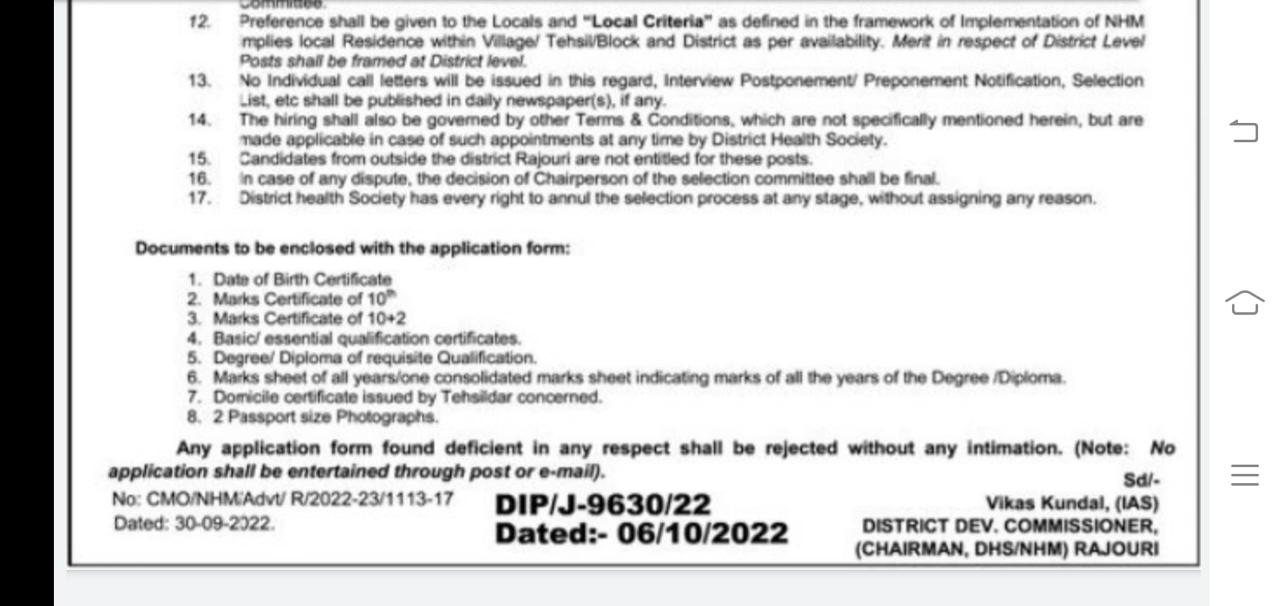 Committee.
12. Preference shall be given to the Locals and "Local Criteria" as defined in the framework of Implementation of NHM
mplies local Residence within Village/ Tehsil/Block and District as per availability. Merit in respect of District Level
Posts shall be framed at District level.
13. No Individual call letters will be issued in this regard, Interview Postponement/ Preponement Notification, Selection
List, etc shall be published in daily newspaper(s), if any.
14. The hiring shall also be governed by other Terms & Conditions, which are not specifically mentioned herein, but are
made applicable in case of such appointments at any time by District Health Society.
15. Candidates from outside the district Rajouri are not entitled for these posts.
16. In case of any dispute, the decision of Chairperson of the selection committee shall be final.
17. District health Society has every right to annul the selection process at any stage, without assigning any reason.
Documents to be enclosed with the application form:
1. Date of Birth Certificate
2. Marks Certificate of 10th
3. Marks Certificate of 10+2
4. Basic/ essential qualification certificates.
5. Degree/ Diploma of requisite Qualification.
6. Marks sheet of all years/one consolidated marks sheet indicating marks of all the years of the Degree /Diploma.
7. Domicile certificate issued by Tehsildar concerned.
8. 2 Passport size Photographs.
Any application form found deficient in any respect shall be rejected without any intimation. (Note: No
application shall be entertained through post or e-mail).
Sd/-
No: CMO/NHM/Advt/ R/2022-23/1113-17
Dated: 30-09-2022.
DIP/J-9630/22
Dated:- 06/10/2022
Vikas Kundal, (IAS)
DISTRICT DEV. COMMISSIONER,
(CHAIRMAN, DHS/NHM) RAJOURI